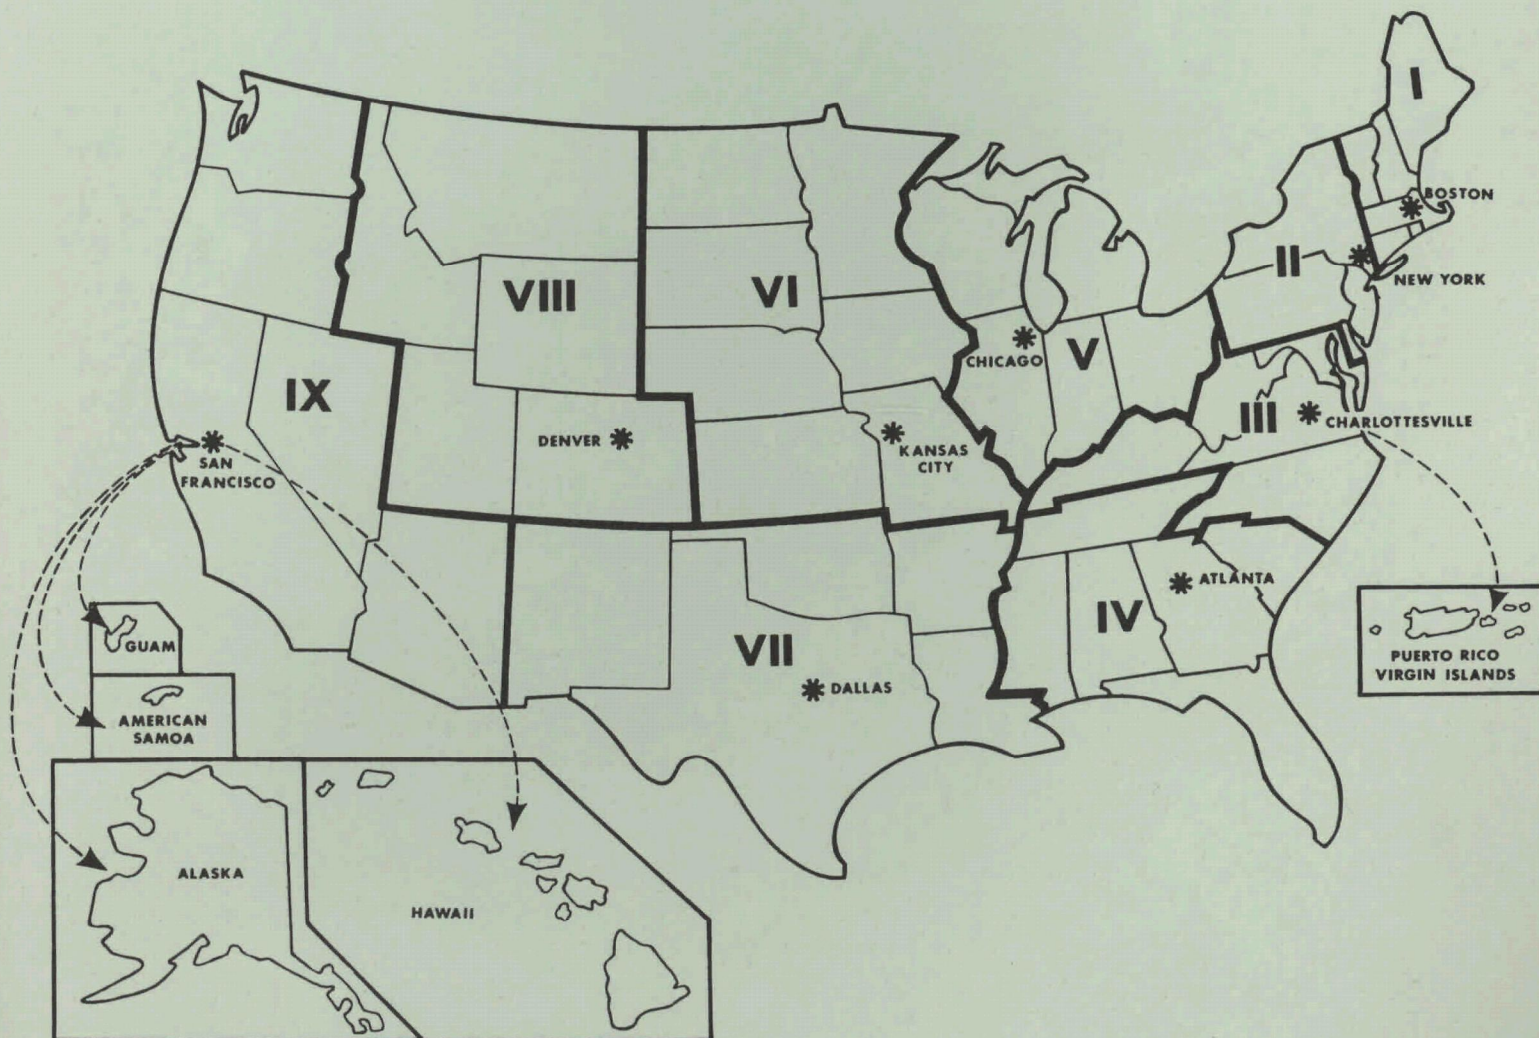 I
BOSTON
II
NEW YORK
VIII
VI
CHICAGO
V
IX
III
CHARLOTTESVILLE
DENVER
KANSAS
CITY
SAN
FRANCISCO
ATLANTA
IV
VII
DALLAS
GUAM
PUERTO RICO
VIRGIN ISLANDS
AMERICAN
SAMOA
ALASKA
HAWAII